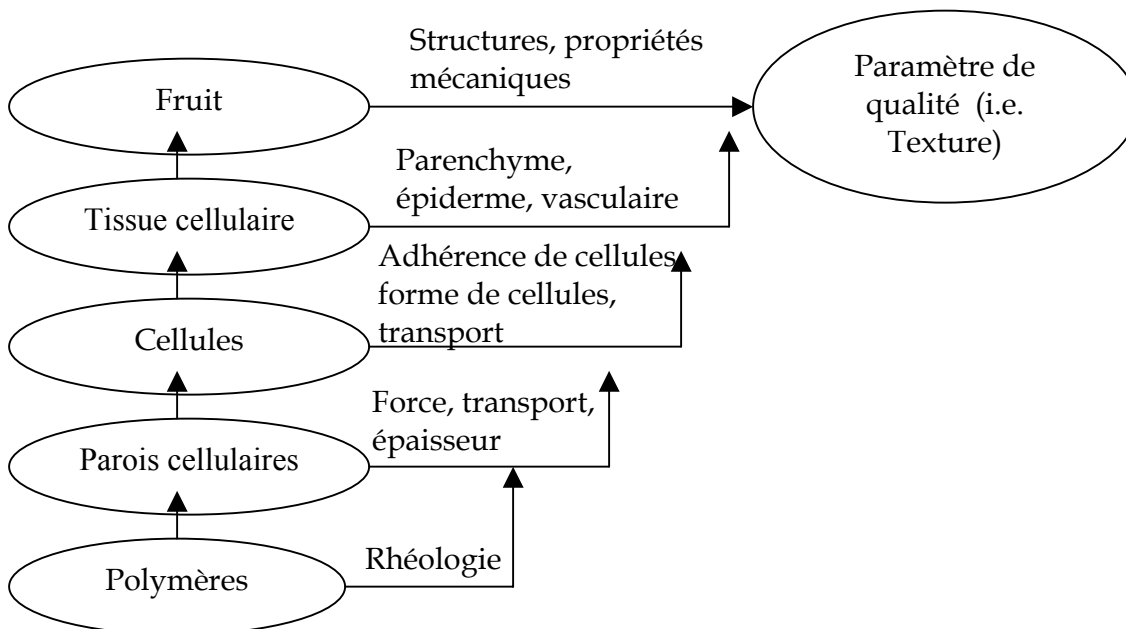 Structures, propriétés
mécaniques
Fruit
Paramètre de
qualité (i.e.
Texture)
Parenchyme,
épiderme, vasculaire
Tissue cellulaire
Adhérence de cellules
forme de cellules,
transport
Cellules
Force, transport,
épaisseur
Parois cellulaires
Rhéologie
Polymères